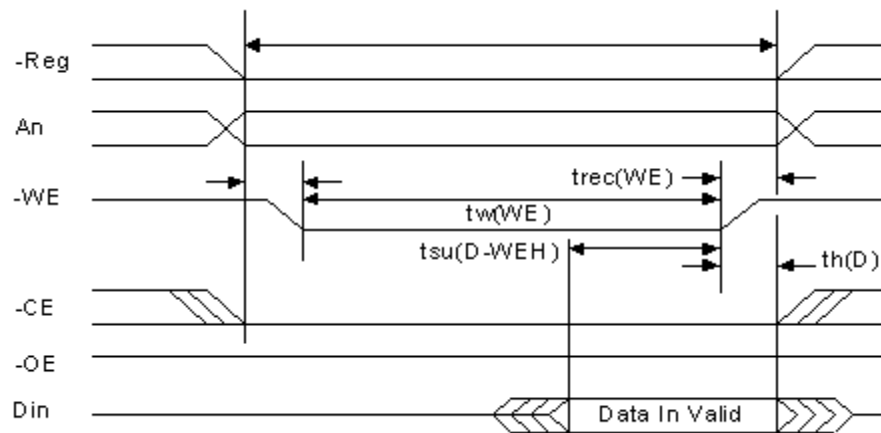 -Reg
An
trec(WE)
-WE
tw(WE)
tsu(D-WEH)
th(D)
-CE
-OE
Din
Data In Valid